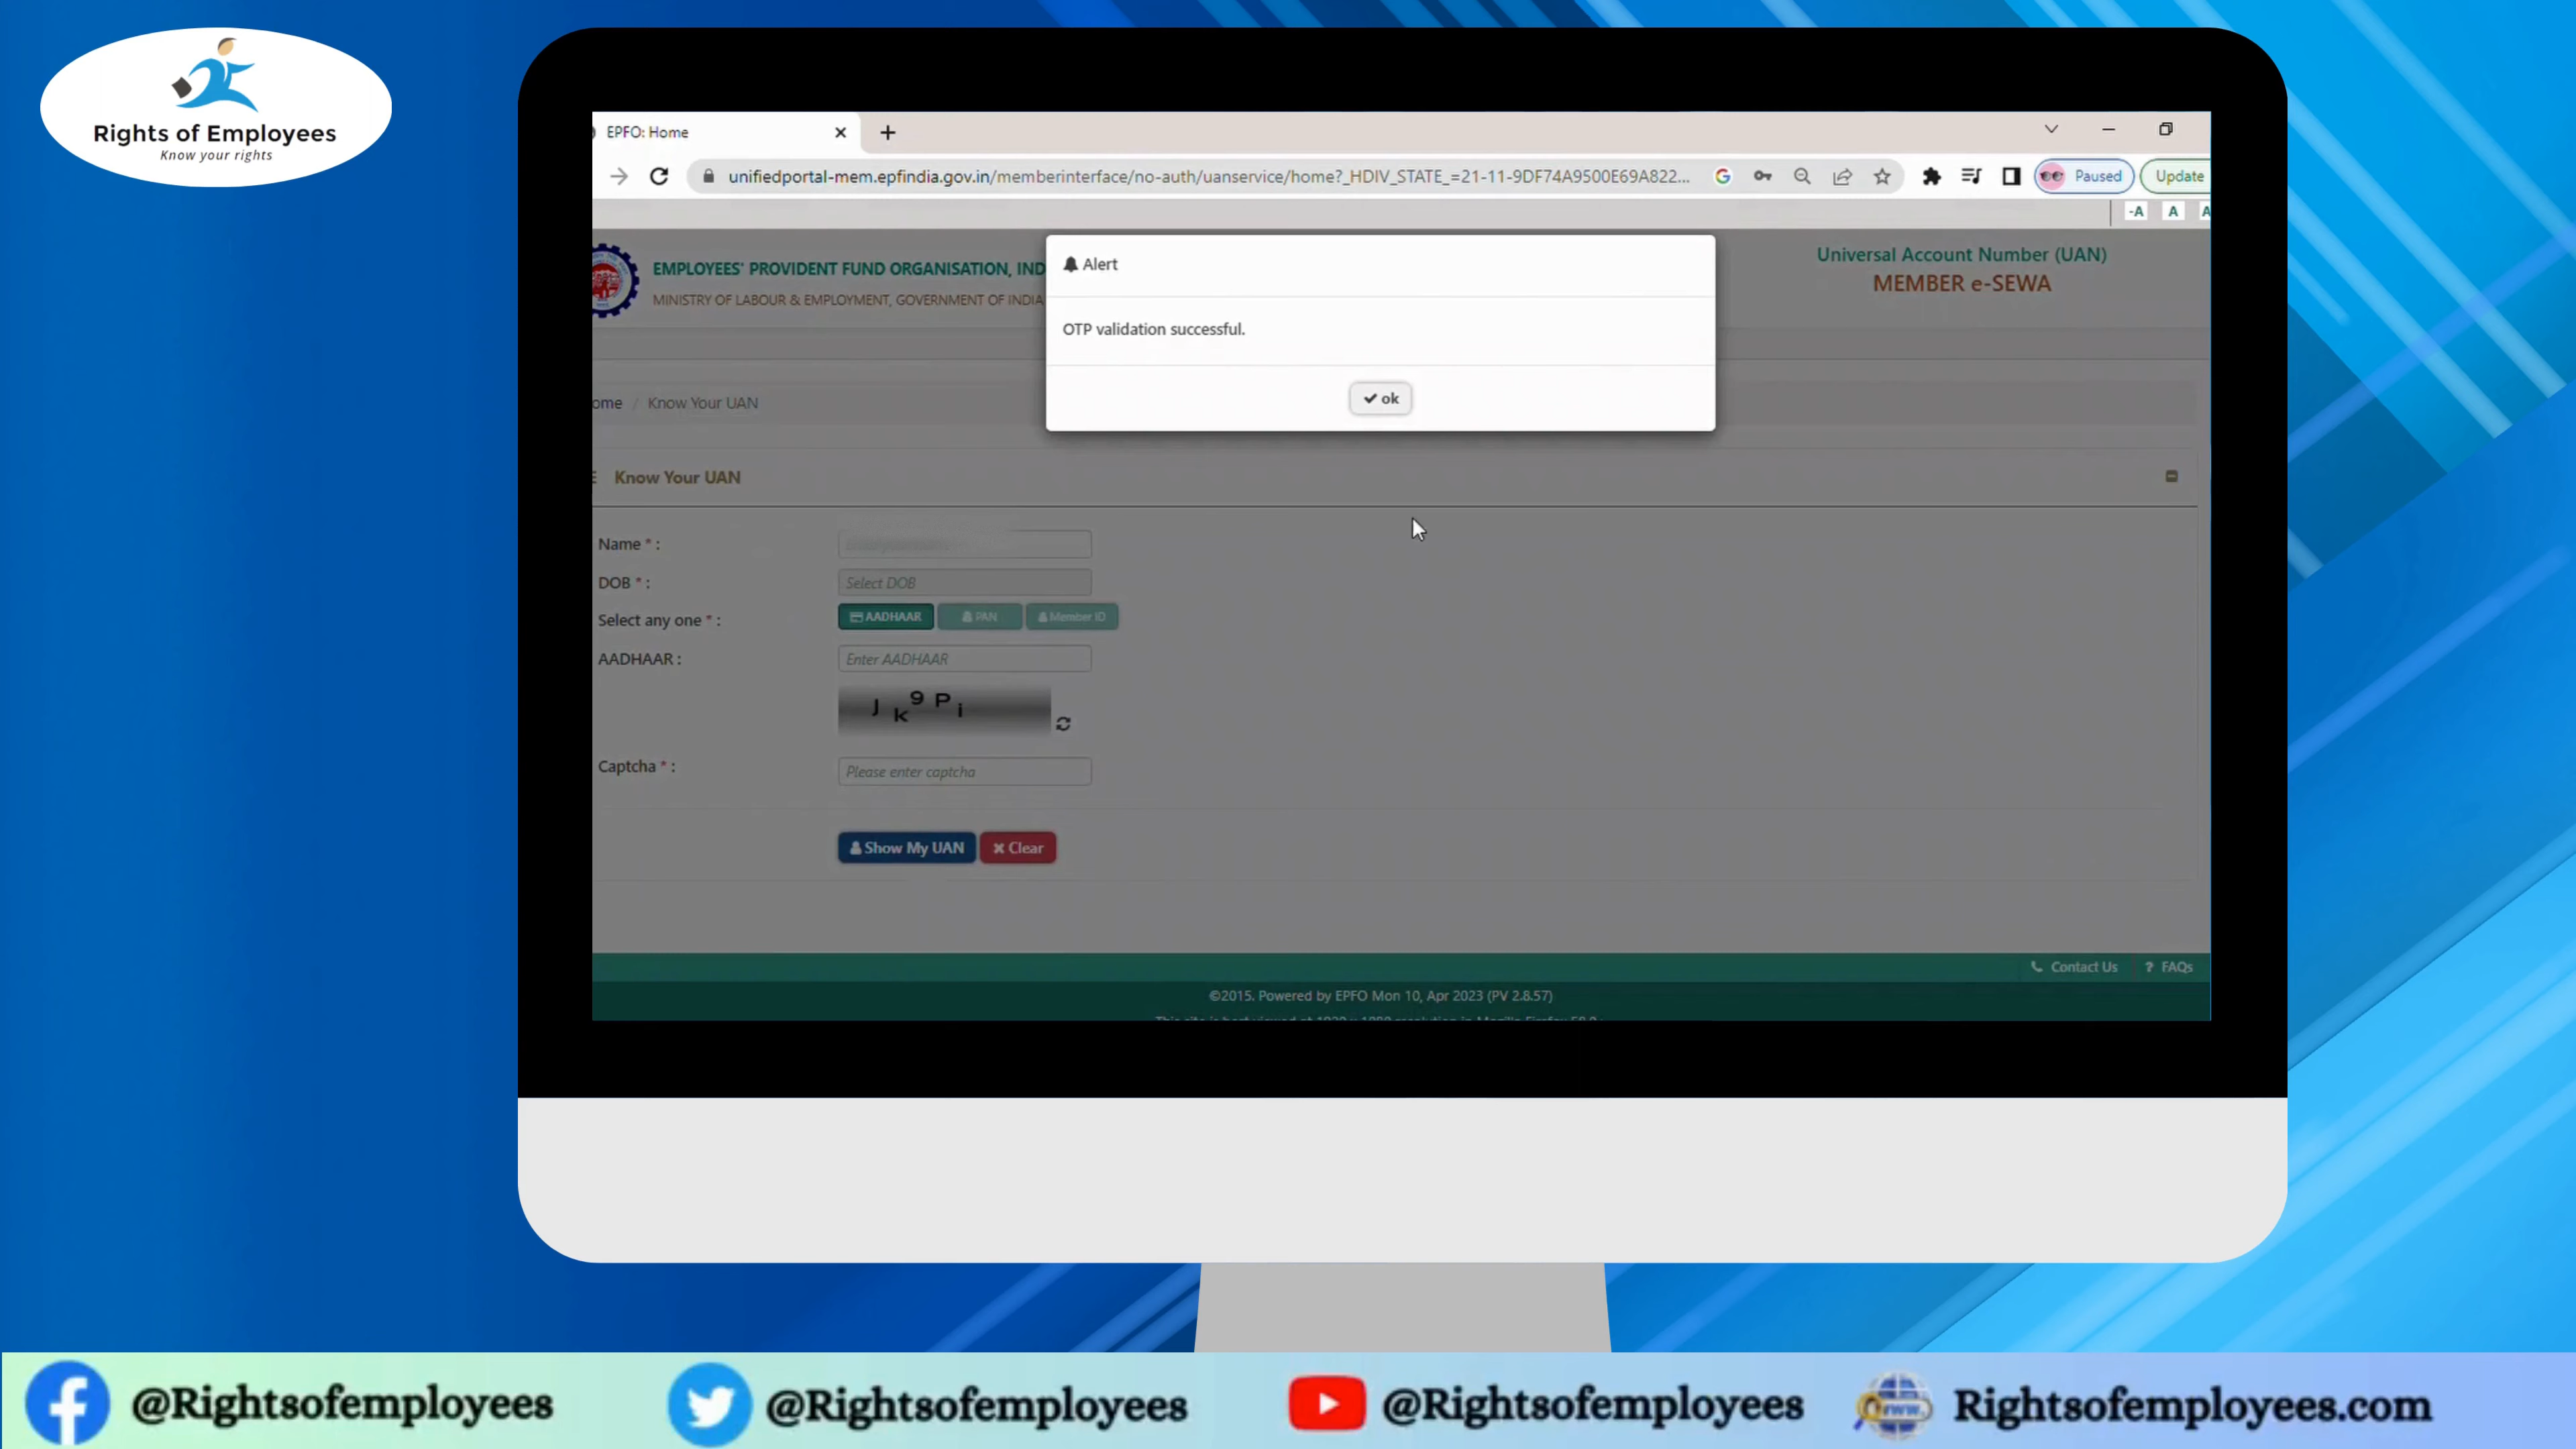 Rights of Employees
Know your rights
EPFO: Home
unifiedportal-mem.epfindia.gov.in/memberinterface/no-auth/uanservice/home?_HDIV_STATE_=21-11-9DF74A9500E69A822...
Paused
Update
-A A A
EMPLOYEES' PROVIDENT FUND ORGANISATION, IND
MINISTRY OF LABOUR & EMPLOYMENT, GOVERNMENT OF INDIA
Alert
OTP validation successful.
ok
Universal Account Number (UAN)
MEMBER e-SEWA
ome / Know Your UAN
Know Your UAN
Name * :
DOB * : Select DOB
Select any one * : AADHAAR PAN Member ID
AADHAAR : Enter AADHAAR
J k 9 P i
Captcha * : Please enter captcha
Show My UAN Clear
Contact Us ? FAQs
©2015. Powered by EPFO Mon 10, Apr 2023 (PV 2.8.57)
@Rightsofemployees @Rightsofemployees @Rightsofemployees www. Rightsofemployees.com